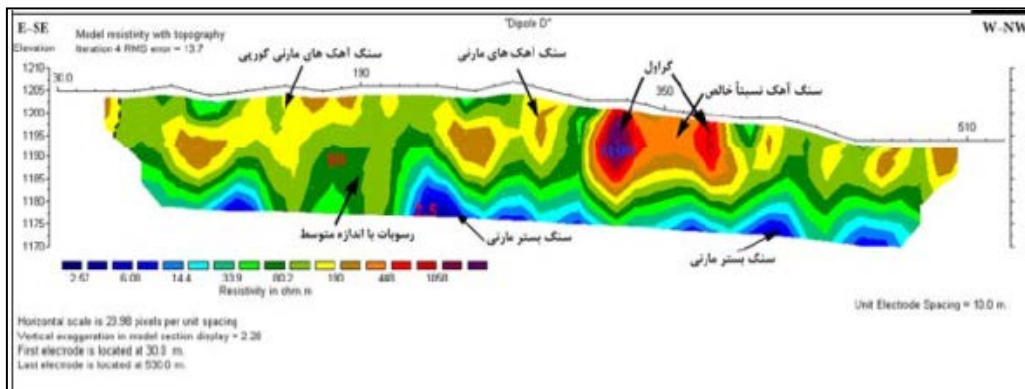 E-SE "Dipole D" W-NW
Model resistivity with topography
Elevation Iteration 4 RMS error = 13.7
سنگ آهک های مارنی گورپی
سنگ آهک های مارنی
گراول
سنگ آهک نسبتاً خالص
1210 30.0 190 350 510
1205
1200
1195
1190
1185
1180
1175
1170
رسوبات با اندازه متوسط
سنگ بستر مارنی
سنگ بستر مارنی
2.57 6.08 14.4 33.9 80.2 190 448 1058
Resistivity in ohm.m
Unit Electrode Spacing = 10.0 m.
Horizontal scale is 23.98 pixels per unit spacing
Vertical exaggeration in model section display = 2.28
First electrode is located at 30.0 m.
Last electrode is located at 530.0 m.